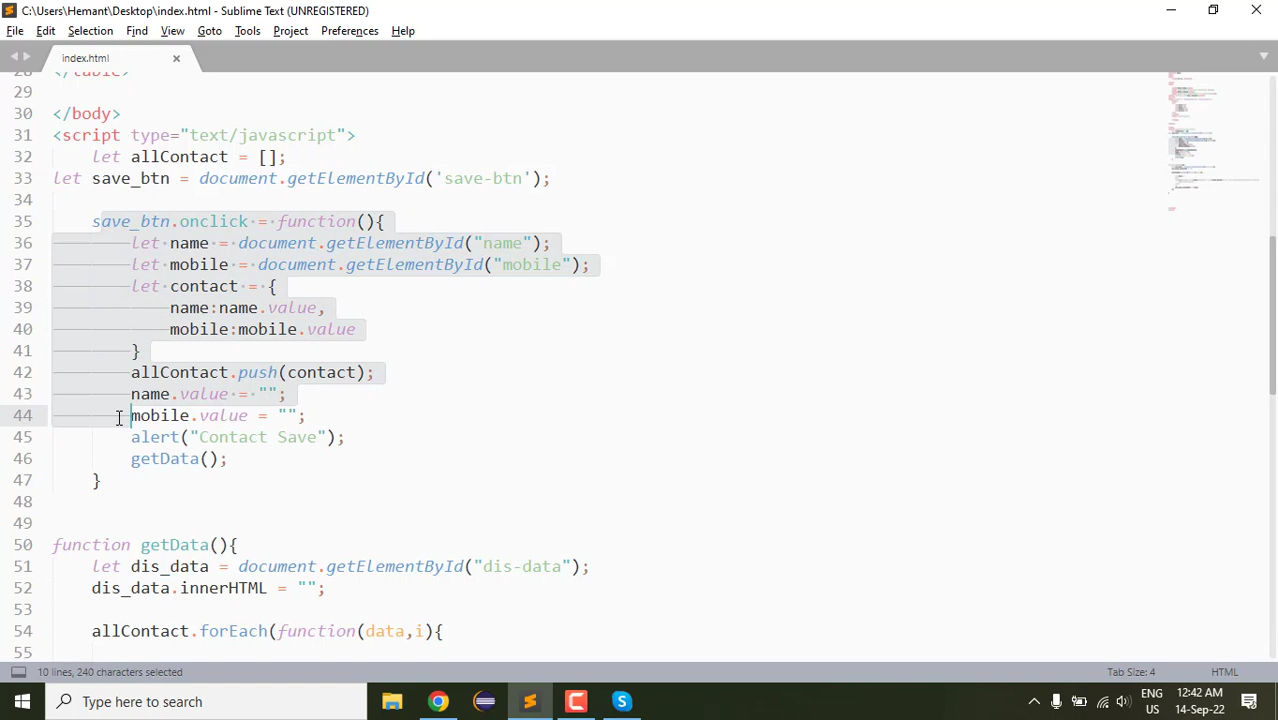 C:\Users\Hemant\Desktop\index.html - Sublime Text (UNREGISTERED)
File Edit Selection Find View Goto Tools Project Preferences Help
index.html
28 </table>
29
30 </body>
31 <script type="text/javascript">
32 let allContact = [];
33 let save_btn = document.getElementById('save-btn');
34
35 save_btn.onclick = function(){
36 let name = document.getElementById("name");
37 let mobile = document.getElementById("mobile");
38 let contact = {
39 name:name.value,
40 mobile:mobile.value
41 }
42 allContact.push(contact);
43 name.value = "";
44 mobile.value = "";
45 alert("Contact Save");
46 getData();
47 }
48
49
50 function getData(){
51 let dis_data = document.getElementById("dis-data");
52 dis_data.innerHTML = "";
53
54 allContact.forEach(function(data,i){
55
10 lines, 240 characters selected Tab Size: 4 HTML
Type here to search
ENG 12:42 AM
US 14-Sep-22